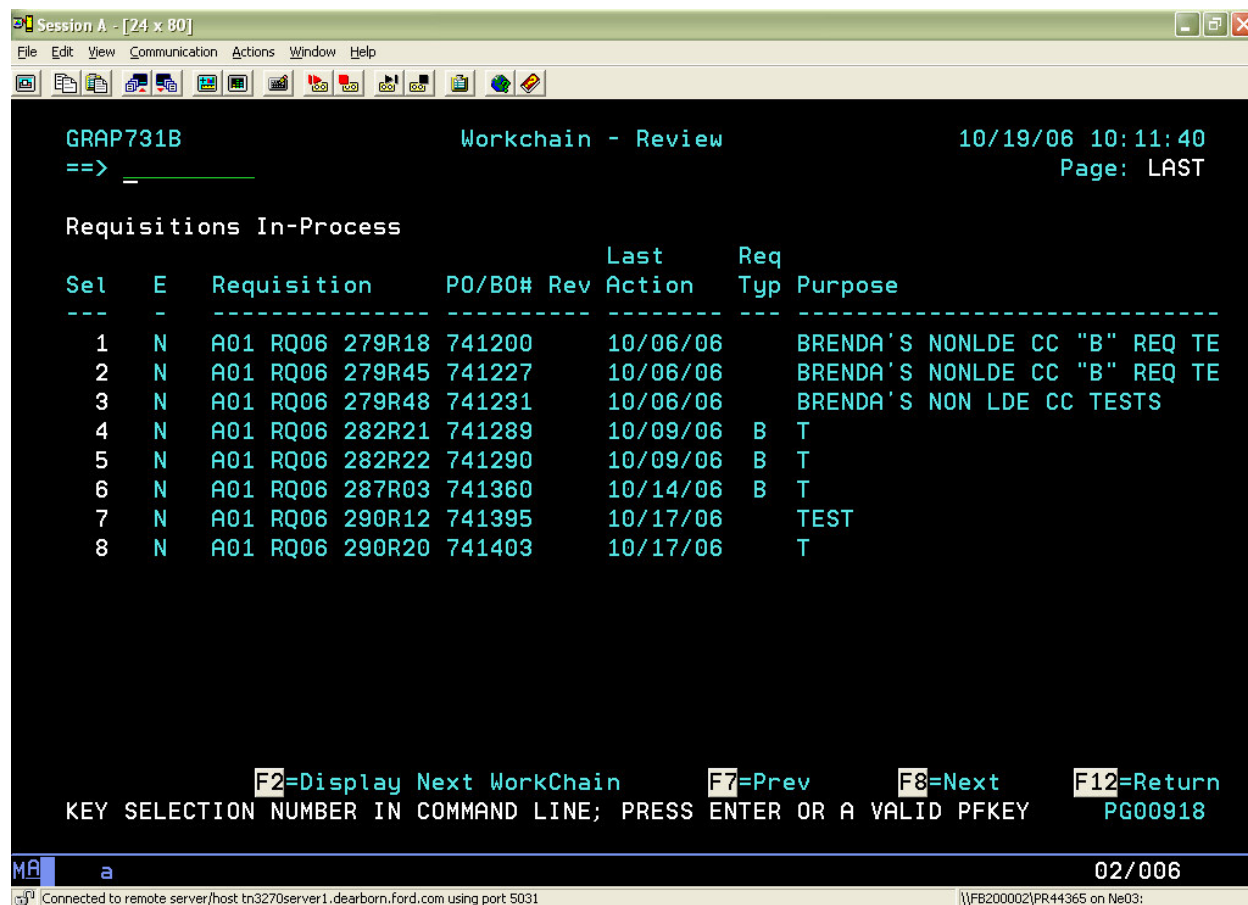 Session A - [24 x 80]
File Edit View Communication Actions Window Help
GRAP731B Workchain - Review 10/19/06 10:11:40
==> __________ Page: LAST
Requisitions In-Process
Last Req
Sel E Requisition PO/BO# Rev Action Typ Purpose
--- - --------------- ---------- -------- --- -----------------------------
1 N A01 RQ06 279R18 741200 10/06/06 BRENDA'S NONLDE CC "B" REQ TE
2 N A01 RQ06 279R45 741227 10/06/06 BRENDA'S NONLDE CC "B" REQ TE
3 N A01 RQ06 279R48 741231 10/06/06 BRENDA'S NON LDE CC TESTS
4 N A01 RQ06 282R21 741289 10/09/06 B T
5 N A01 RQ06 282R22 741290 10/09/06 B T
6 N A01 RQ06 287R03 741360 10/14/06 B T
7 N A01 RQ06 290R12 741395 10/17/06 TEST
8 N A01 RQ06 290R20 741403 10/17/06 T
F2=Display Next WorkChain F7=Prev F8=Next F12=Return
KEY SELECTION NUMBER IN COMMAND LINE; PRESS ENTER OR A VALID PFKEY PG00918
MA a 02/006
Connected to remote server/host tn3270server1.dearborn.ford.com using port 5031 \\FB200002\PR44365 on Ne03: